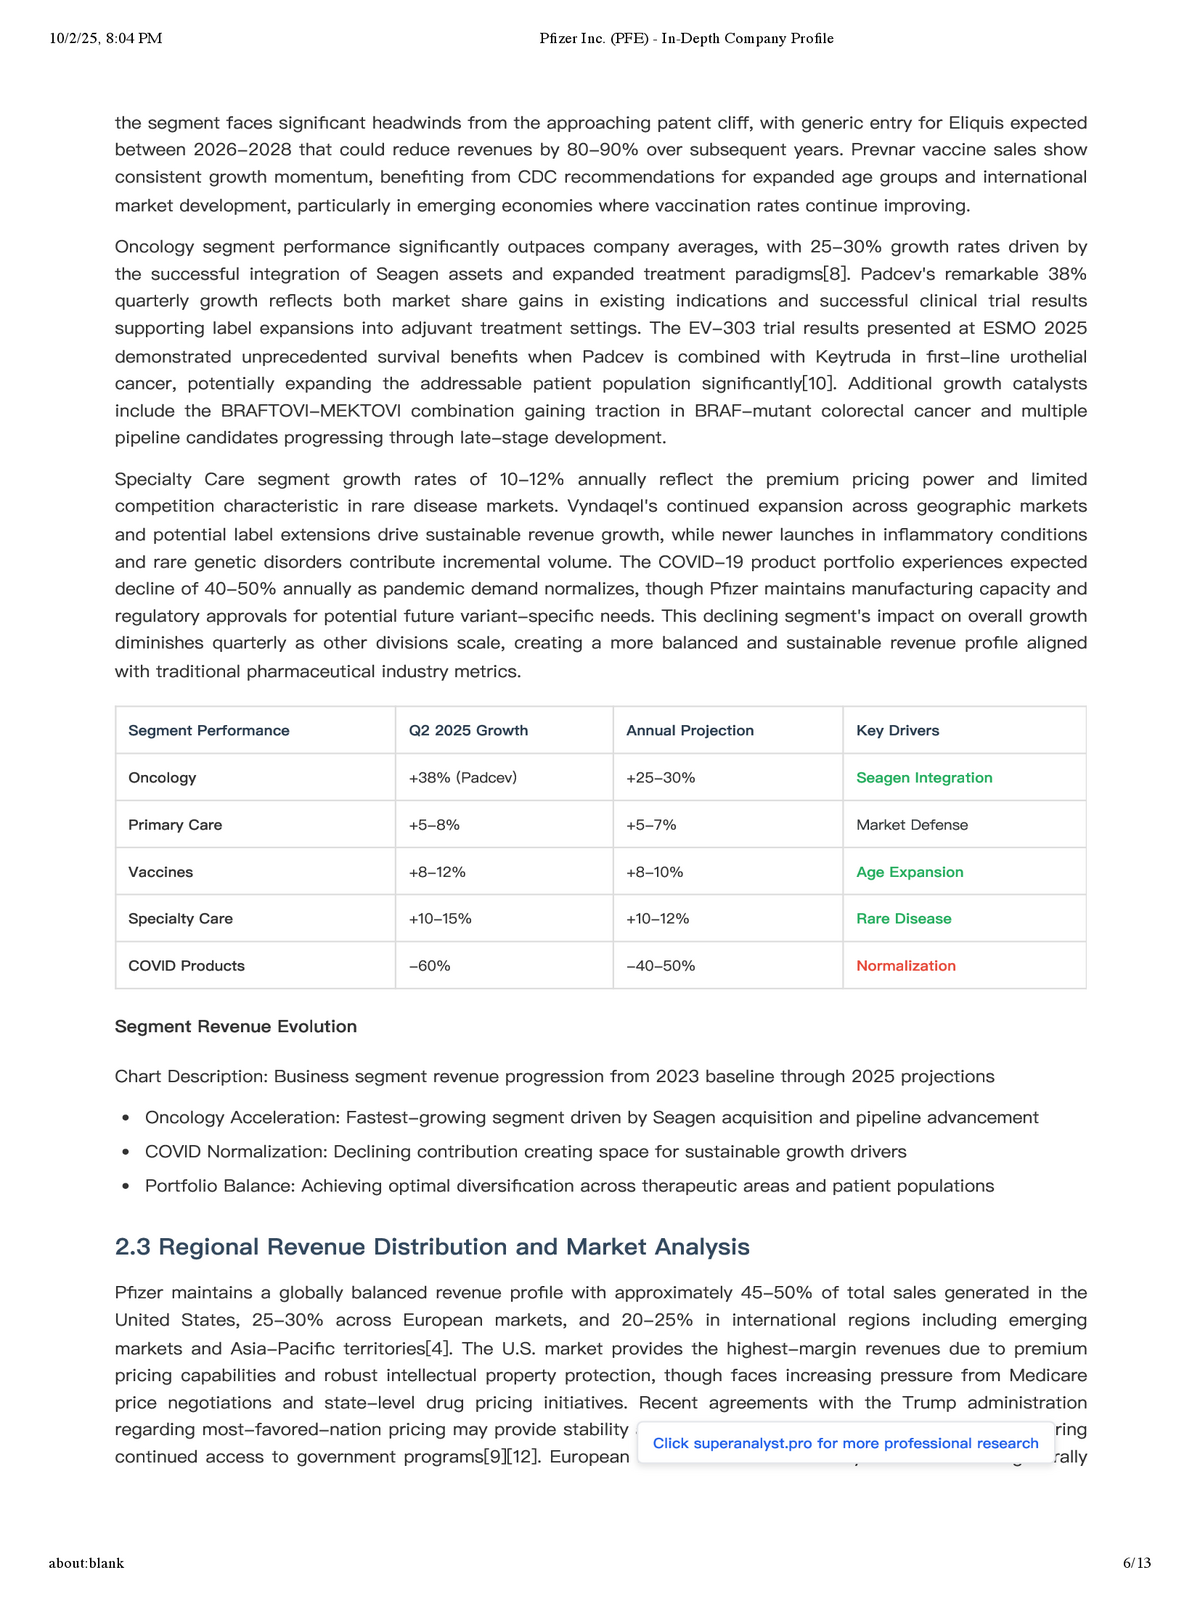 10/2/25, 8:04 PM
Pfizer Inc. (PFE) - In-Depth Company Profile
the segment faces significant headwinds from the approaching patent cliff, with generic entry for Eliquis expected
between 2026–2028 that could reduce revenues by 80–90% over subsequent years. Prevnar vaccine sales show
consistent growth momentum, benefiting from CDC recommendations for expanded age groups and international
market development, particularly in emerging economies where vaccination rates continue improving.
Oncology segment performance significantly outpaces company averages, with 25–30% growth rates driven by
the successful integration of Seagen assets and expanded treatment paradigms[8]. Padcev's remarkable 38%
quarterly growth reflects both market share gains in existing indications and successful clinical trial results
supporting label expansions into adjuvant treatment settings. The EV–303 trial results presented at ESMO 2025
demonstrated unprecedented survival benefits when Padcev is combined with Keytruda in first–line urothelial
cancer, potentially expanding the addressable patient population significantly[10]. Additional growth catalysts
include the BRAFTOVI–MEKTOVI combination gaining traction in BRAF–mutant colorectal cancer and multiple
pipeline candidates progressing through late–stage development.
Specialty Care segment growth rates of 10–12% annually reflect the premium pricing power and limited
competition characteristic in rare disease markets. Vyndaqel's continued expansion across geographic markets
and potential label extensions drive sustainable revenue growth, while newer launches in inflammatory conditions
and rare genetic disorders contribute incremental volume. The COVID–19 product portfolio experiences expected
decline of 40–50% annually as pandemic demand normalizes, though Pfizer maintains manufacturing capacity and
regulatory approvals for potential future variant–specific needs. This declining segment's impact on overall growth
diminishes quarterly as other divisions scale, creating a more balanced and sustainable revenue profile aligned
with traditional pharmaceutical industry metrics.
Segment Performance Q2 2025 Growth Annual Projection Key Drivers
Oncology +38% (Padcev) +25–30% Seagen Integration
Primary Care +5–8% +5–7% Market Defense
Vaccines +8–12% +8–10% Age Expansion
Specialty Care +10–15% +10–12% Rare Disease
COVID Products –60% –40–50% Normalization
Segment Revenue Evolution
Chart Description: Business segment revenue progression from 2023 baseline through 2025 projections
• Oncology Acceleration: Fastest–growing segment driven by Seagen acquisition and pipeline advancement
• COVID Normalization: Declining contribution creating space for sustainable growth drivers
• Portfolio Balance: Achieving optimal diversification across therapeutic areas and patient populations
2.3 Regional Revenue Distribution and Market Analysis
Pfizer maintains a globally balanced revenue profile with approximately 45–50% of total sales generated in the
United States, 25–30% across European markets, and 20–25% in international regions including emerging
markets and Asia–Pacific territories[4]. The U.S. market provides the highest–margin revenues due to premium
pricing capabilities and robust intellectual property protection, though faces increasing pressure from Medicare
price negotiations and state–level drug pricing initiatives. Recent agreements with the Trump administration
regarding most–favored–nation pricing may provide stability
Click superanalyst.pro for more professional research
continued access to government programs[9][12]. European
about:blank
6/13